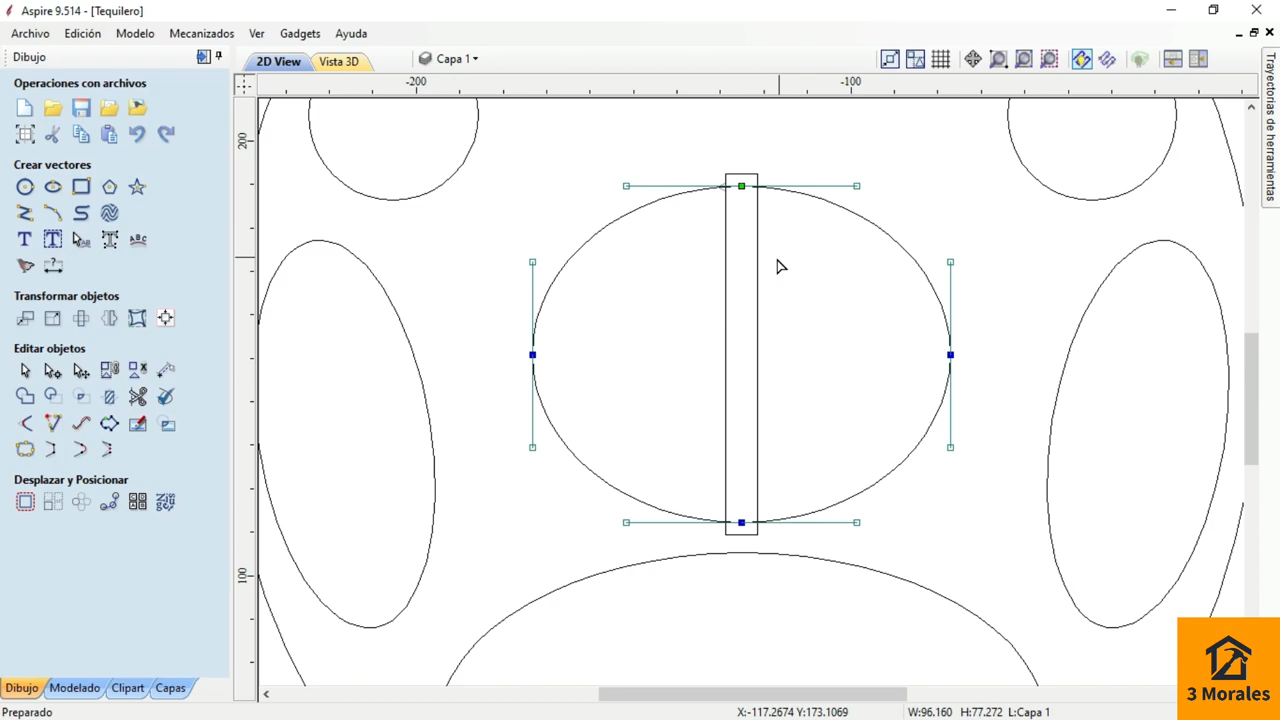 Aspire 9.514 - [Tequilero]
Archivo Edición Modelo Mecanizados Ver Gadgets Ayuda
Dibujo
2D View Vista 3D Capa 1
Operaciones con archivos
-200 -100
Crear vectores
200
Transformar objetos
Editar objetos
Desplazar y Posicionar
100
Trayectorias de herramientas
3 Morales
Dibujo Modelado Clipart Capas
Preparado X:-117.2674 Y:173.1069 W:96.160 H:77.272 L:Capa 1